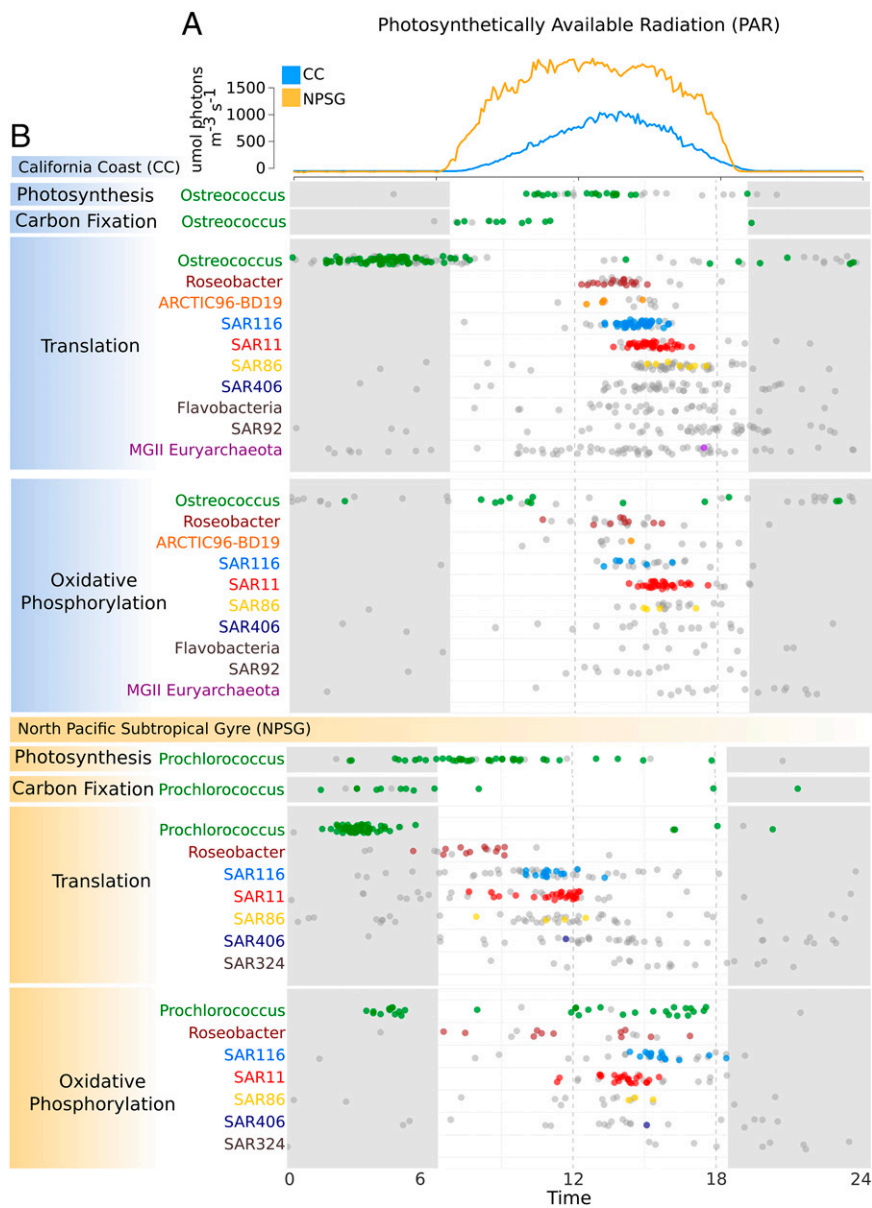 A
Photosynthetically Available Radiation (PAR)
CC
NPSG
umol photons
m-3 s-1
1500
1000
500
0
B
California Coast (CC)
Photosynthesis
Ostreococcus
Carbon Fixation
Ostreococcus
Translation
Ostreococcus
Roseobacter
ARCTIC96-BD19
SAR116
SAR11
SAR86
SAR406
Flavobacteria
SAR92
MGII Euryarchaeota
Oxidative
Phosphorylation
Ostreococcus
Roseobacter
ARCTIC96-BD19
SAR116
SAR11
SAR86
SAR406
Flavobacteria
SAR92
MGII Euryarchaeota
North Pacific Subtropical Gyre (NPSG)
Photosynthesis
Prochlorococcus
Carbon Fixation
Prochlorococcus
Translation
Prochlorococcus
Roseobacter
SAR116
SAR11
SAR86
SAR406
SAR324
Oxidative
Phosphorylation
Prochlorococcus
Roseobacter
SAR116
SAR11
SAR86
SAR406
SAR324
0 6 12 18 24
Time